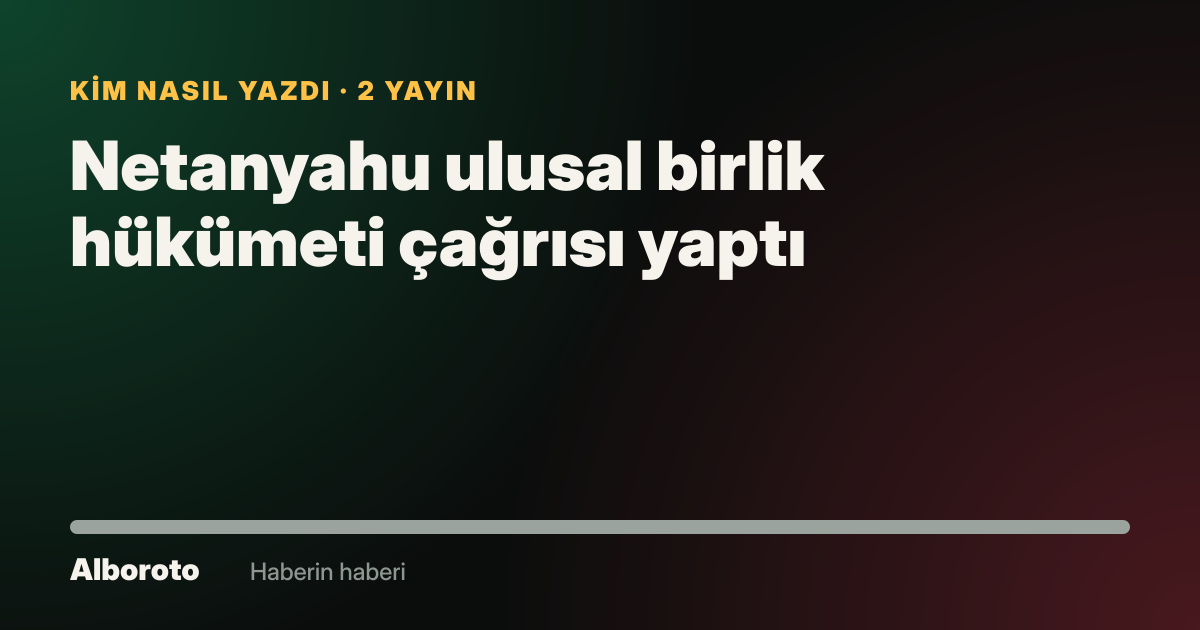 KİM NASIL YAZDI · 2 YAYIN
Netanyahu ulusal birlik
hükümeti çağrısı yaptı
Alboroto
Haberin haberi